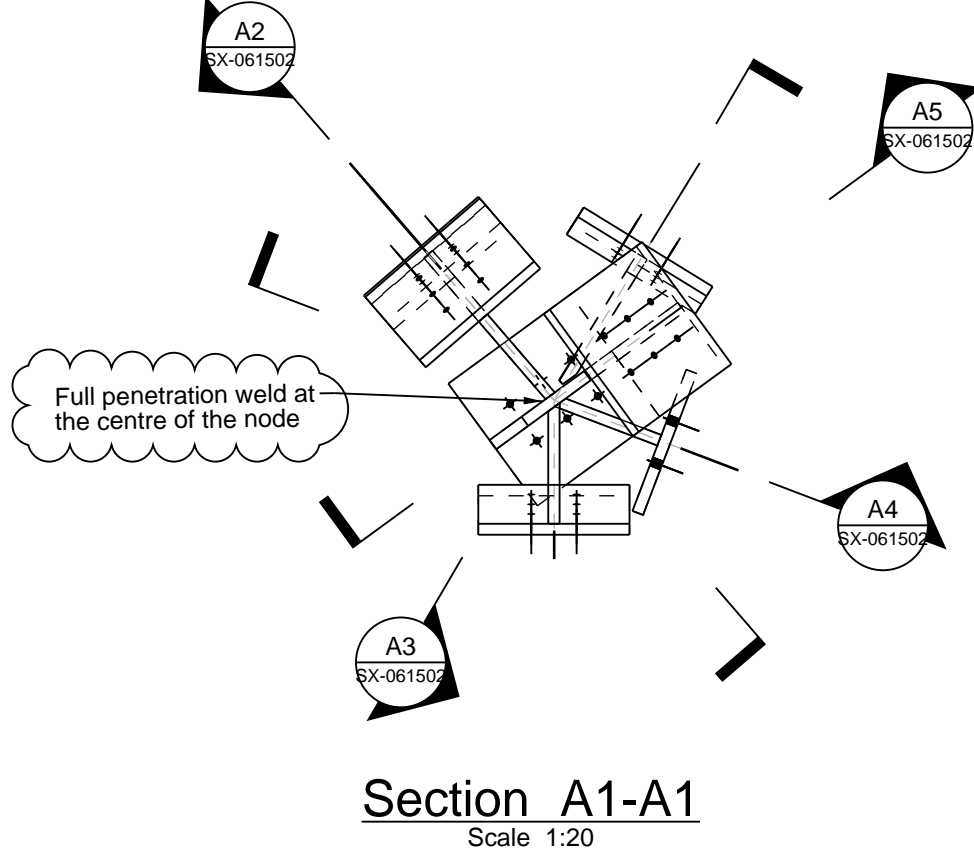 A2
SX-061502
A5
SX-061502
Full penetration weld at
the centre of the node
A4
SX-061502
A3
SX-061502
Section A1-A1
Scale 1:20